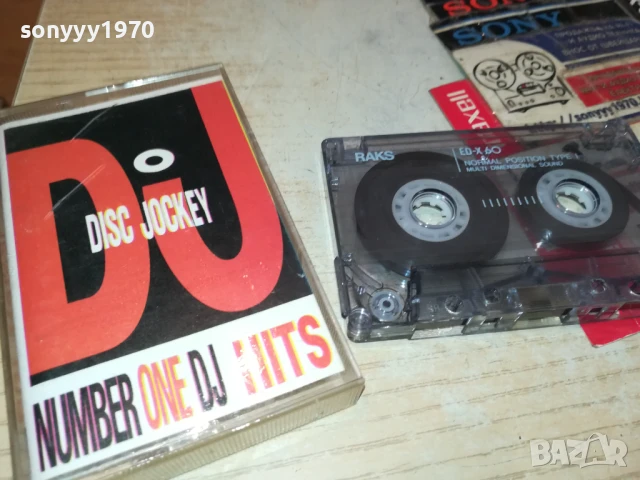 sonyyy1970
DJ
DISC JOCKEY
NUMBER ONE DJ HITS
RAKS
ED-X 60
NORMAL POSITION TYPE I
MULTI DIMENSIONAL SOUND
SONY
SONY
maxell
BAZAR